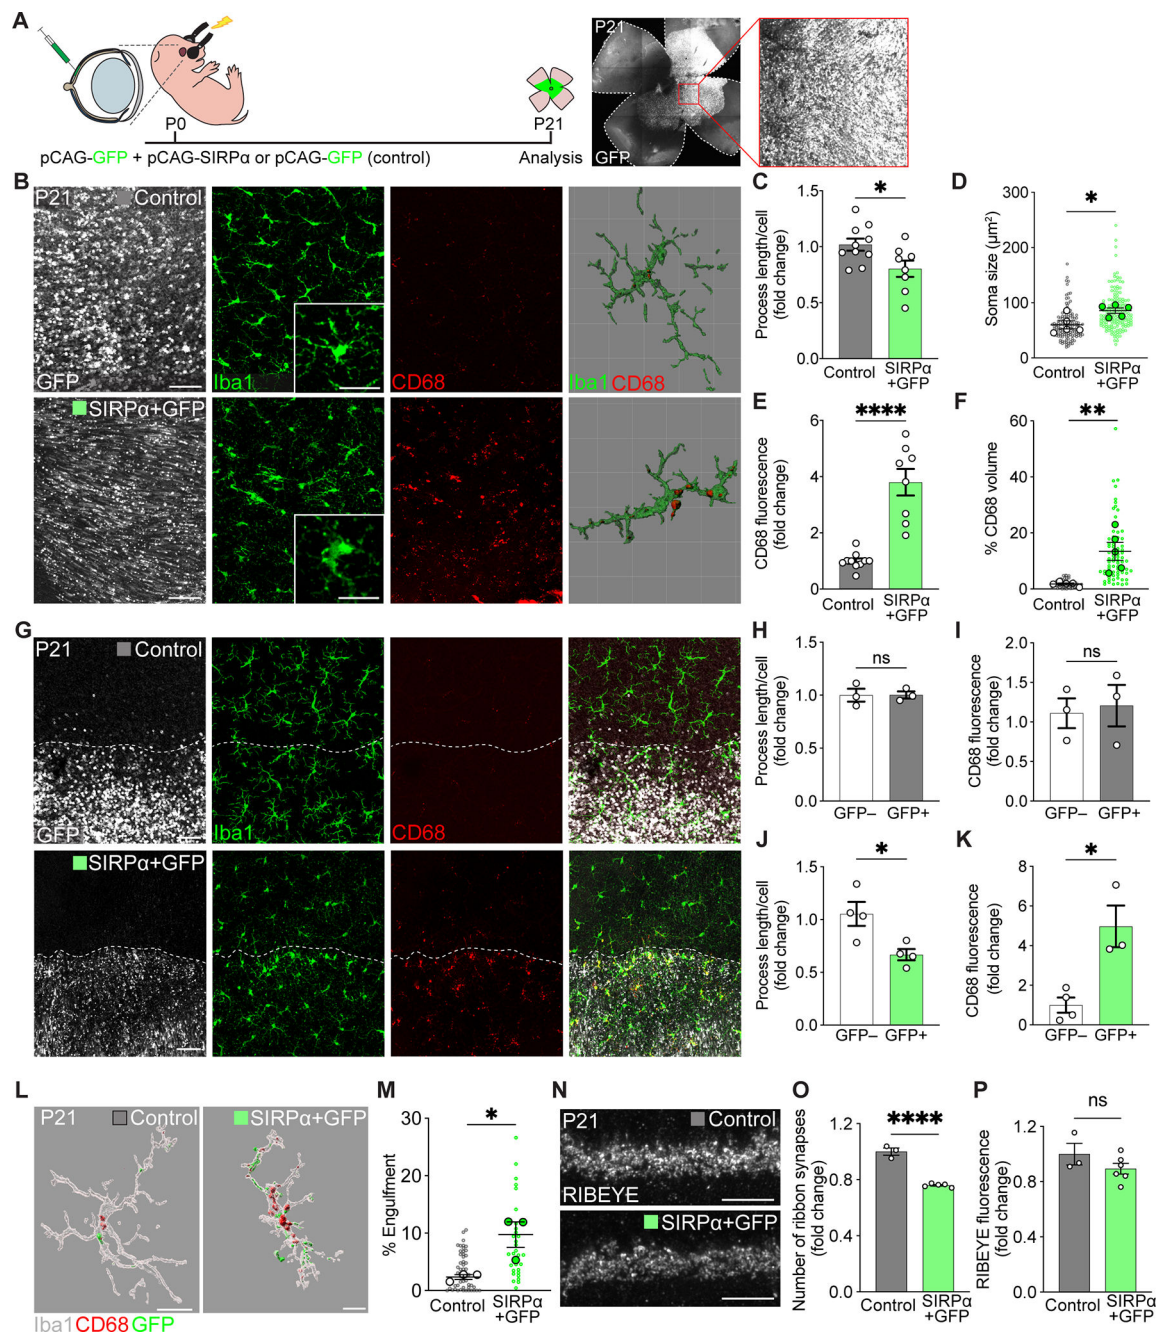 A
P0
P21
pCAG-GFP + pCAG-SIRPα or pCAG-GFP (control)
Analysis
P21
GFP
B
P21
Control
GFP
Iba1
CD68
Iba1 CD68
SIRPα+GFP
C
Process length/cell
(fold change)
1.5
1.0
0.5
0.0
*
Control
SIRPα
+GFP
D
Soma size (µm²)
300
200
100
0
*
Control
SIRPα
+GFP
E
CD68 fluorescence
(fold change)
6
4
2
0
****
Control
SIRPα
+GFP
F
% CD68 volume
60
40
20
0
**
Control
SIRPα
+GFP
G
P21
Control
GFP
Iba1
CD68
SIRPα+GFP
H
Process length/cell
(fold change)
1.5
1.0
0.5
0.0
ns
GFP–
GFP+
I
CD68 fluorescence
(fold change)
2.0
1.5
1.0
0.5
0.0
ns
GFP–
GFP+
J
Process length/cell
(fold change)
1.5
1.0
0.5
0.0
*
GFP–
GFP+
K
CD68 fluorescence
(fold change)
8
6
4
2
0
*
GFP–
GFP+
L
P21
Control
SIRPα+GFP
Iba1 CD68 GFP
M
% Engulfment
30
20
10
0
*
Control
SIRPα
+GFP
N
P21
Control
RIBEYE
SIRPα+GFP
O
Number of ribbon synapses
(fold change)
1.2
0.8
0.4
0.0
****
Control
SIRPα
+GFP
P
RIBEYE fluorescence
(fold change)
1.2
0.8
0.4
0.0
ns
Control
SIRPα
+GFP